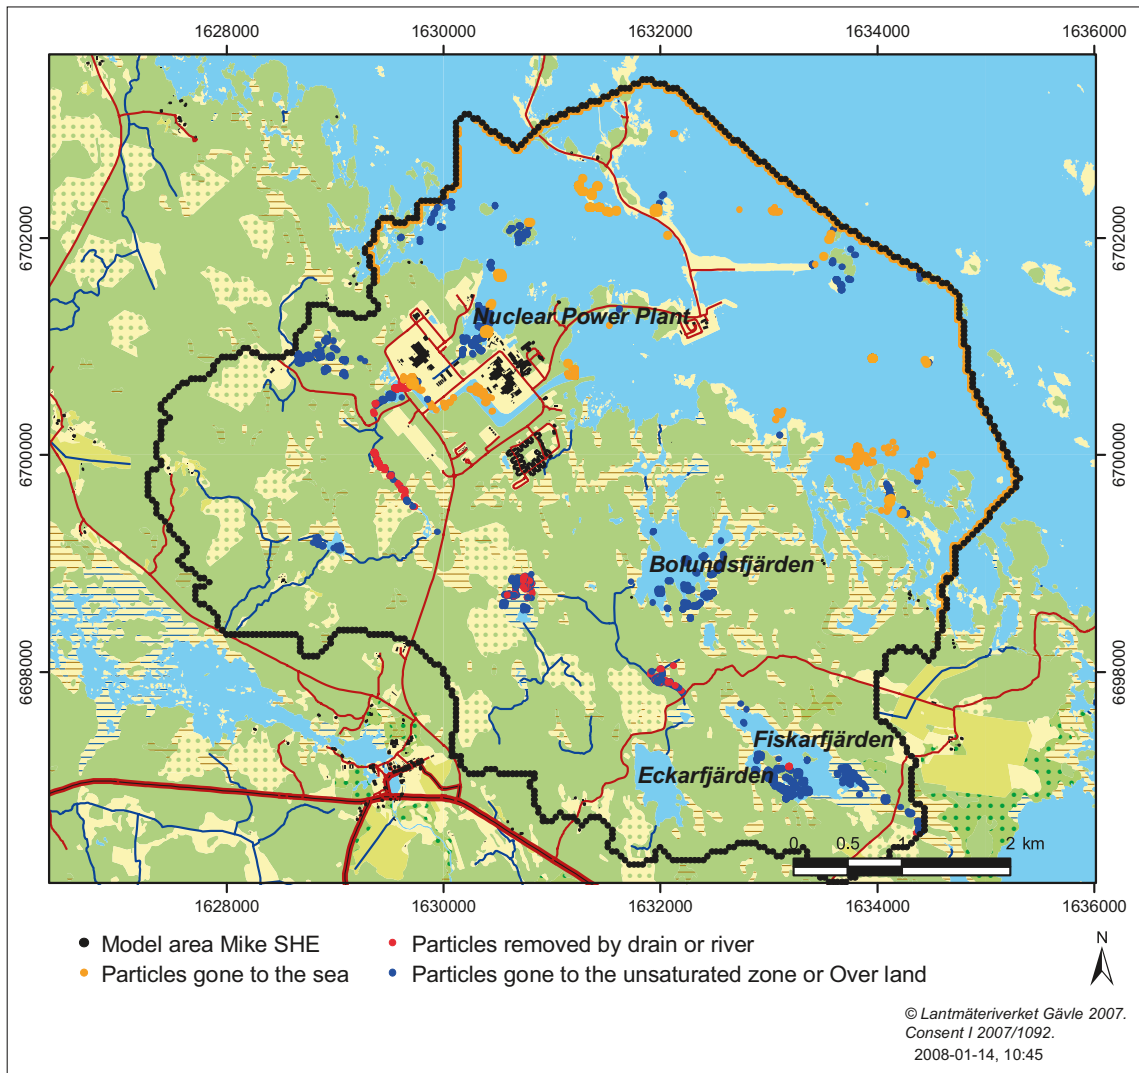 1628000 1630000 1632000 1634000 1636000
6702000 6702000
Nuclear Power Plant
6700000 6700000
Bolundsfjärden
6698000 6698000
Fiskarfjärden
Eckarfjärden
0 0.5 1 2 km
1628000 1630000 1632000 1634000 1636000
Model area Mike SHE
Particles removed by drain or river
Particles gone to the sea
Particles gone to the unsaturated zone or Over land
N
© Lantmäteriverket Gävle 2007.
Consent I 2007/1092.
2008-01-14, 10:45